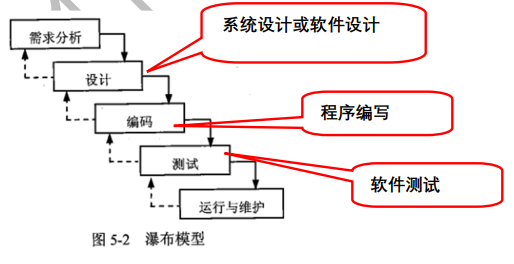 需求分析
系统设计或软件设计
设计
编码
程序编写
测试
软件测试
运行与维护
图 5-2 瀑布模型